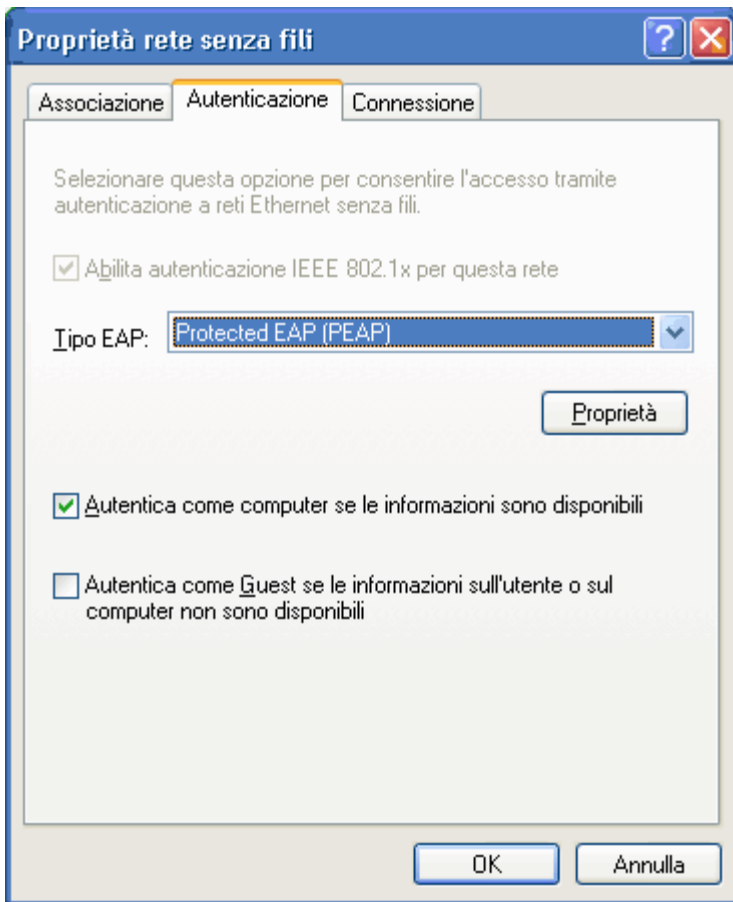 Proprietà rete senza fili
Associazione
Autenticazione
Connessione
Selezionare questa opzione per consentire l'accesso tramite
autenticazione a reti Ethernet senza fili.
Abilita autenticazione IEEE 802.1x per questa rete
Tipo EAP:
Protected EAP (PEAP)
Proprietà
Autentica come computer se le informazioni sono disponibili
Autentica come Guest se le informazioni sull'utente o sul
computer non sono disponibili
OK
Annulla